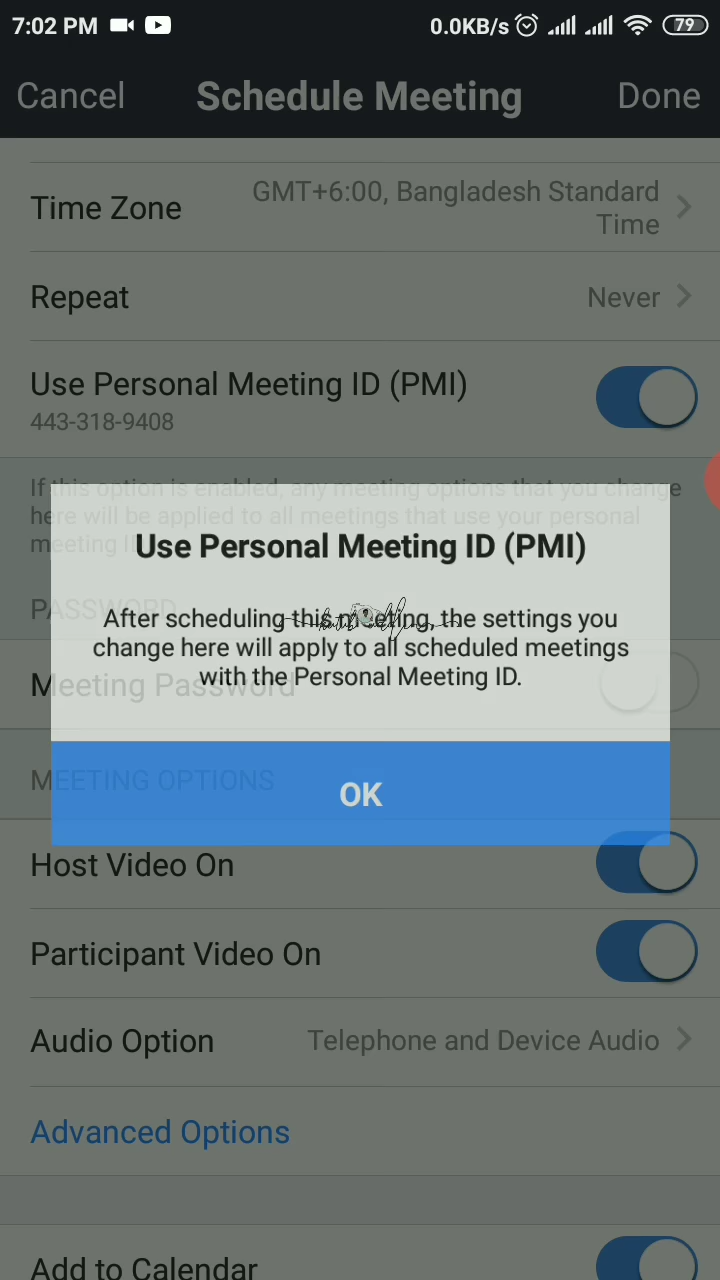 7:02 PM 0.0KB/s 79
Cancel Schedule Meeting Done
Time Zone GMT+6:00, Bangladesh Standard
Time
Repeat Never
Use Personal Meeting ID (PMI)
443-318-9408
If this option is enabled, any meeting options that you change
here will be applied to all meetings that use your personal
meeting ID.
Use Personal Meeting ID (PMI)
PASSWORD
After scheduling this meeting, the settings you
change here will apply to all scheduled meetings
with the Personal Meeting ID.
Meeting Password
MEETING OPTIONS
OK
Host Video On
Participant Video On
Audio Option Telephone and Device Audio
Advanced Options
Add to Calendar